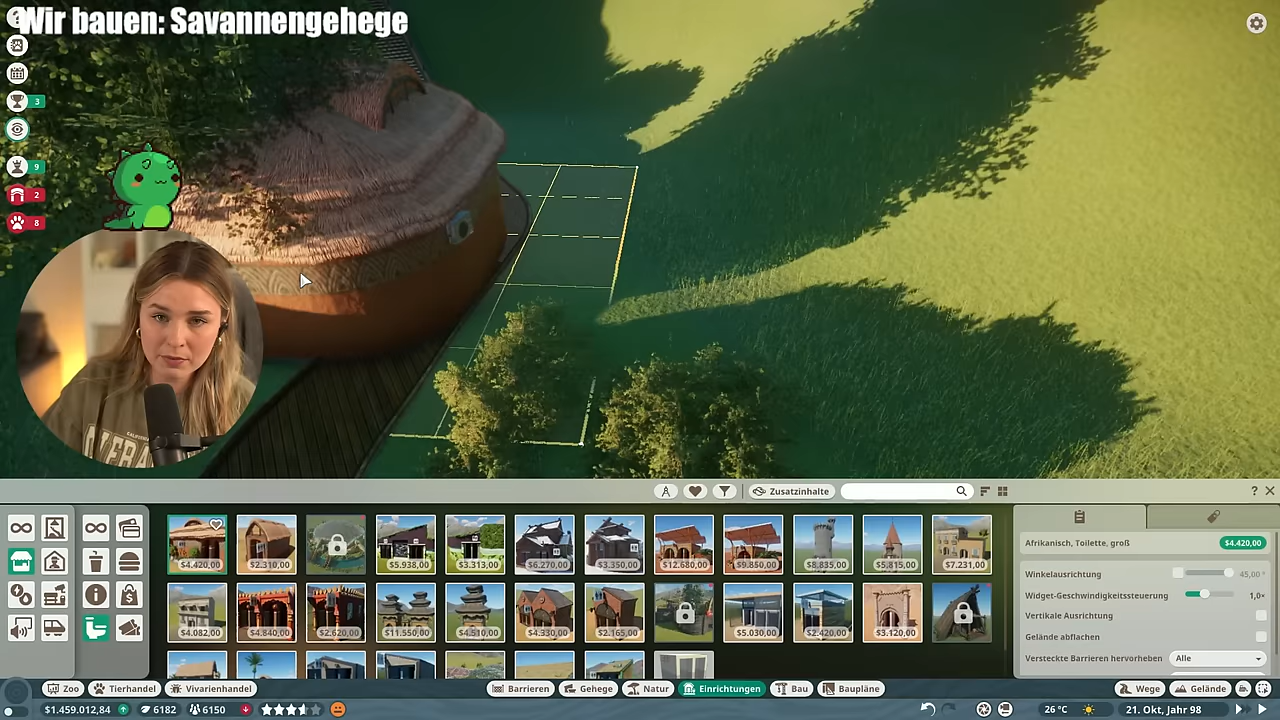 Wir bauen: Savannengehege
3
9
2
8
Zusatzinhalte
? ×
$4.420,00
$2.310,00
$5.938,00
$3.313,00
$6.270,00
$3.350,00
$12.680,00
$9.850,00
$8.835,00
$5.815,00
$7.231,00
$4.082,00
$4.840,00
$2.620,00
$11.550,00
$4.510,00
$4.330,00
$2.165,00
$5.030,00
$2.420,00
$3.120,00
Afrikanisch, Toilette, groß
$4.420,00
Winkelausrichtung
45,00°
Widget-Geschwindigkeitssteuerung
1,0×
Vertikale Ausrichtung
Gelände abflachen
Versteckte Barrieren hervorheben
Alle
Zoo
Tierhandel
Vivarienhandel
Barrieren
Gehege
Natur
Einrichtungen
Bau
Baupläne
Wege
Gelände
$1.459.012,84
6182
6150
26 °C
21. Okt, Jahr 98